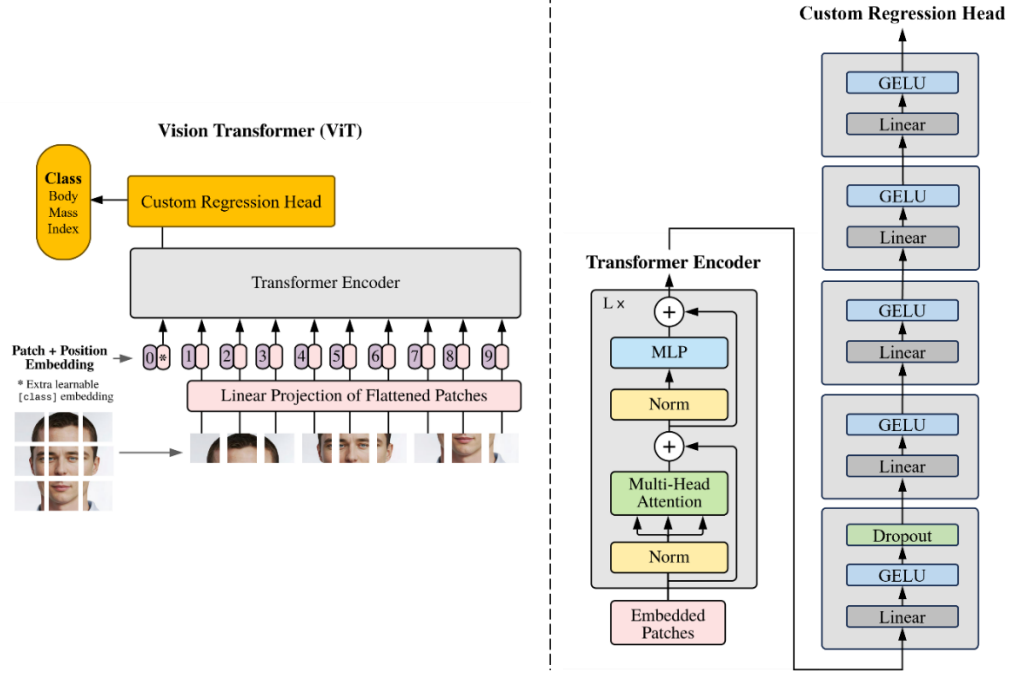 Vision Transformer (ViT)
Class
Body
Mass
Index
Custom Regression Head
Transformer Encoder
Patch + Position
Embedding
* Extra learnable
[class] embedding
0 * 1 2 3 4 5 6 7 8 9
Linear Projection of Flattened Patches
Transformer Encoder
L ×
+
MLP
Norm
+
Multi-Head
Attention
Norm
Embedded
Patches
Custom Regression Head
GELU
Linear
GELU
Linear
GELU
Linear
GELU
Linear
Dropout
GELU
Linear